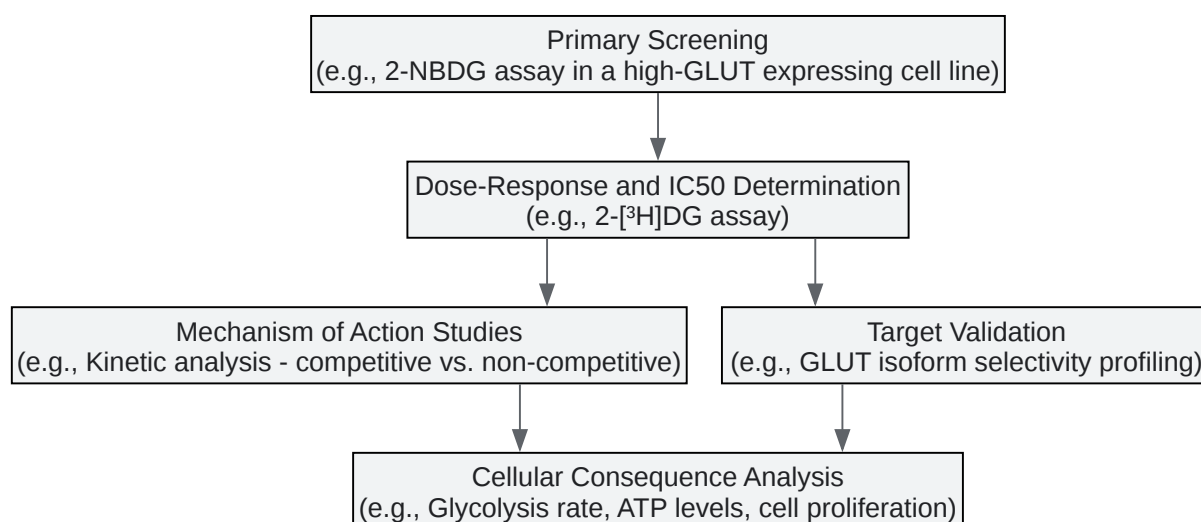 Primary Screening
(e.g., 2-NBDG assay in a high-GLUT expressing cell line)
Dose-Response and IC50 Determination
(e.g., 2-[³H]DG assay)
Mechanism of Action Studies
(e.g., Kinetic analysis - competitive vs. non-competitive)
Target Validation
(e.g., GLUT isoform selectivity profiling)
Cellular Consequence Analysis
(e.g., Glycolysis rate, ATP levels, cell proliferation)